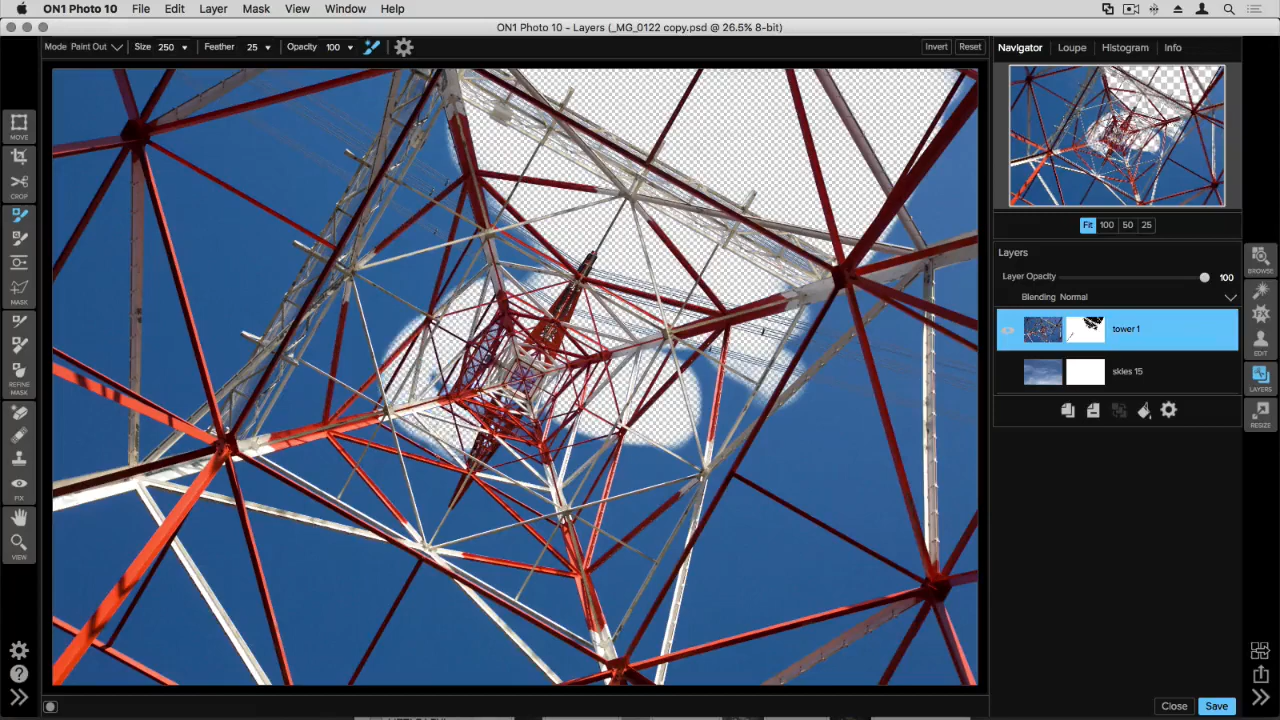 ON1 Photo 10 File Edit Layer Mask View Window Help
ON1 Photo 10 - Layers (_MG_0122 copy.psd @ 26.5% 8-bit)
Mode Paint Out Size 250 Feather 25 Opacity 100 Invert Reset
Navigator Loupe Histogram Info
MOVE
CROP
MASK
REFINE
MASK
FIX
VIEW
Fit 100 50 25
Layers
Layer Opacity 100
Blending Normal
tower 1
skies 15
BROWSE
EDIT
LAYERS
RESIZE
Close Save